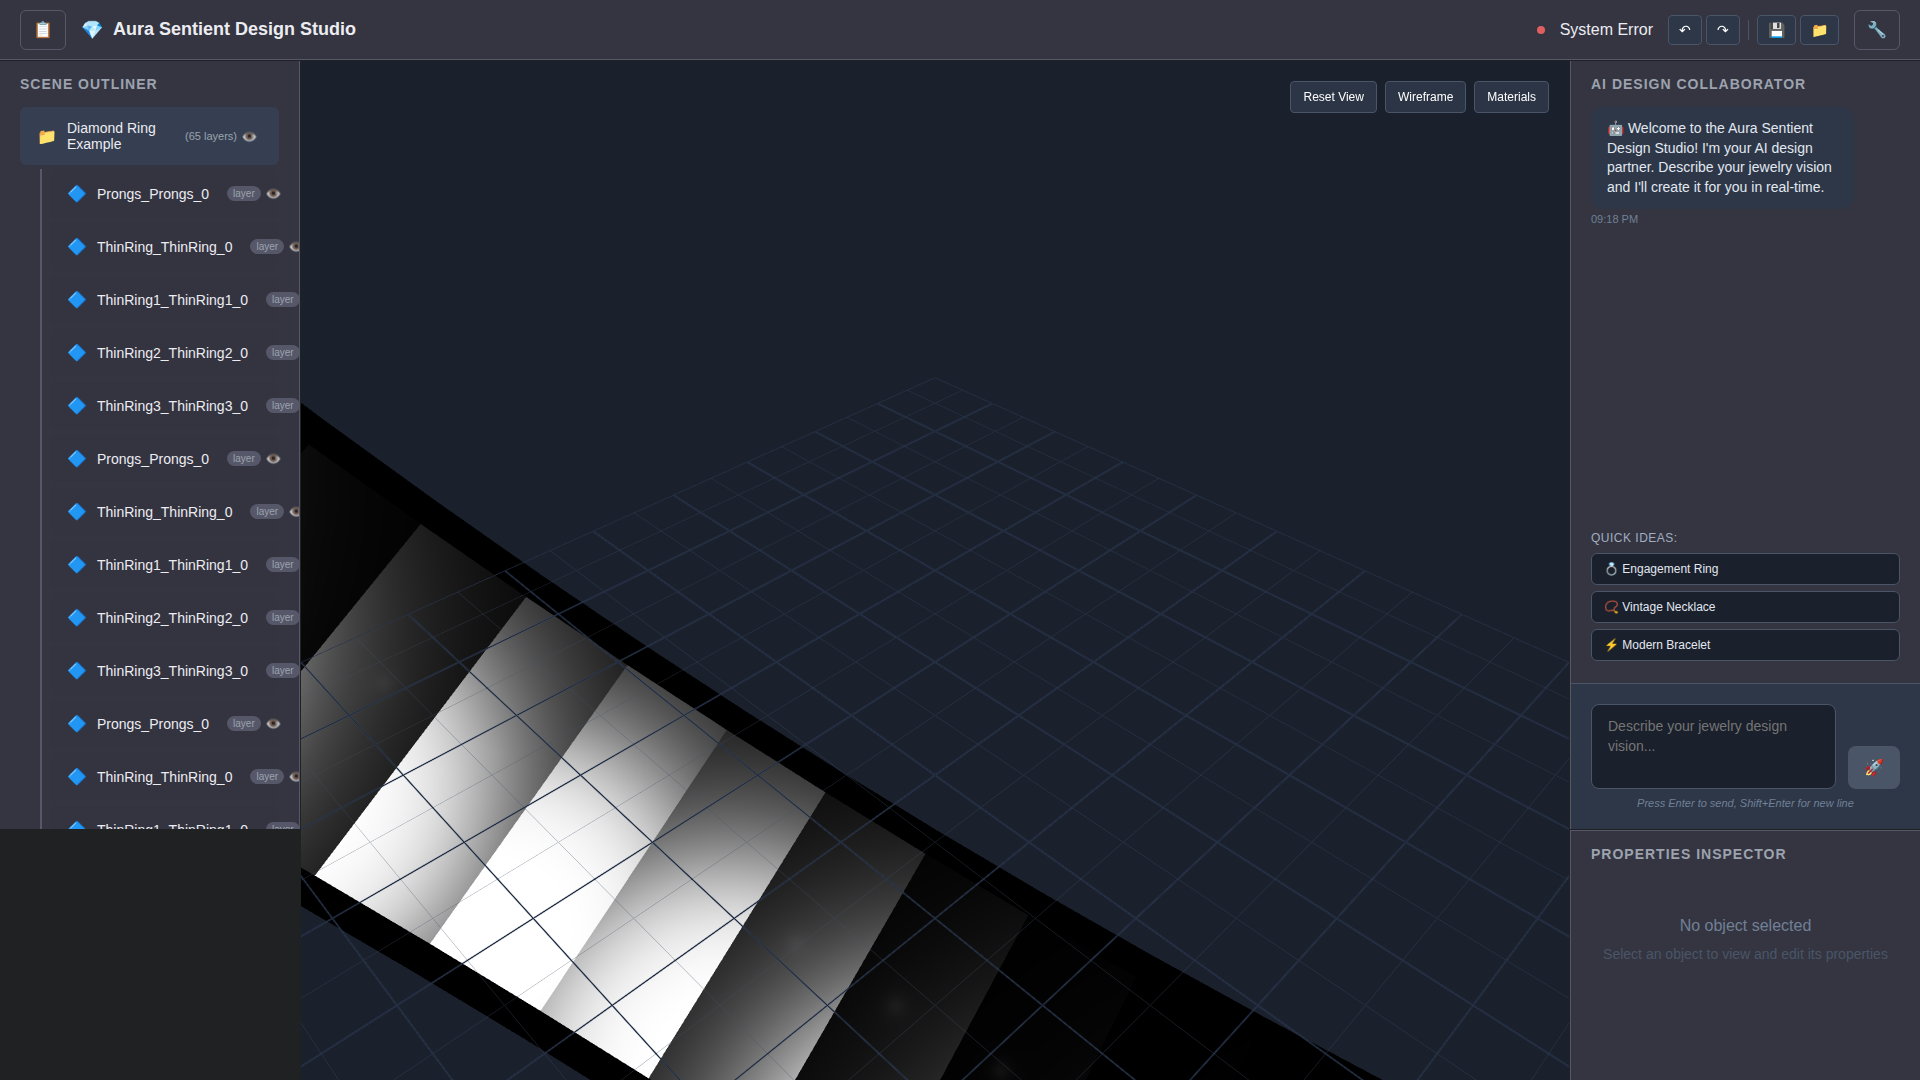 Aura Sentient Design Studio
System Error
SCENE OUTLINER
Diamond Ring
Example
(65 layers)
Prongs_Prongs_0 layer
ThinRing_ThinRing_0 layer
ThinRing1_ThinRing1_0 layer
ThinRing2_ThinRing2_0 layer
ThinRing3_ThinRing3_0 layer
Prongs_Prongs_0 layer
ThinRing_ThinRing_0 layer
ThinRing1_ThinRing1_0 layer
ThinRing2_ThinRing2_0 layer
ThinRing3_ThinRing3_0 layer
Prongs_Prongs_0 layer
ThinRing_ThinRing_0 layer
ThinRing1_ThinRing1_0 layer
Reset View
Wireframe
Materials
AI DESIGN COLLABORATOR
🤖 Welcome to the Aura Sentient
Design Studio! I'm your AI design
partner. Describe your jewelry vision
and I'll create it for you in real-time.
09:18 PM
QUICK IDEAS:
💍 Engagement Ring
📿 Vintage Necklace
⚡ Modern Bracelet
Describe your jewelry design
vision...
Press Enter to send, Shift+Enter for new line
PROPERTIES INSPECTOR
No object selected
Select an object to view and edit its properties